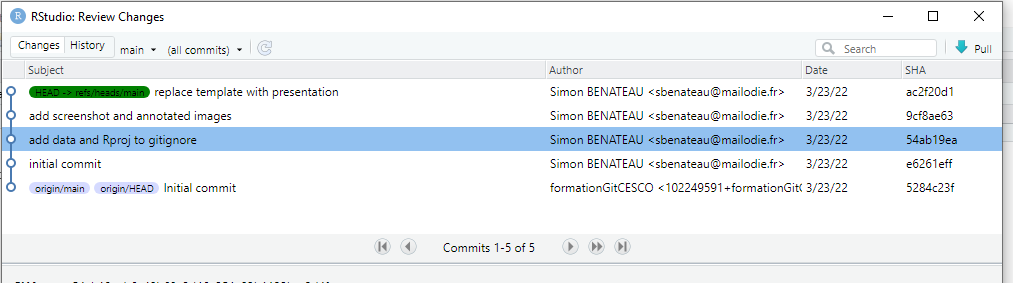 R RStudio: Review Changes
Changes History main (all commits) Search Pull
Subject Author Date SHA
HEAD -> refs/heads/main replace template with presentation Simon BENATEAU <sbenateau@mailodie.fr> 3/23/22 ac2f20d1
add screenshot and annotated images Simon BENATEAU <sbenateau@mailodie.fr> 3/23/22 9cf8ae63
add data and Rproj to gitignore Simon BENATEAU <sbenateau@mailodie.fr> 3/23/22 54ab19ea
initial commit Simon BENATEAU <sbenateau@mailodie.fr> 3/23/22 e6261eff
origin/main origin/HEAD Initial commit formationGitCESCO <102249591+formationGitC 3/23/22 5284c23f
Commits 1-5 of 5